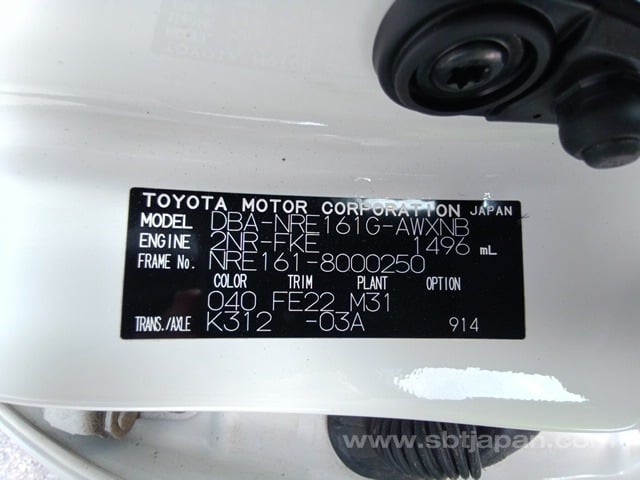 TOYOTA MOTOR CORPORATION JAPAN
MODEL DBA-NRE161G-AWXNB
ENGINE 2NR-FKE 1496 mL
FRAME No. NRE161-8000250
COLOR TRIM PLANT OPTION
040 FE22 M31
TRANS./AXLE K312 -03A 914
www.sbtjapan.com